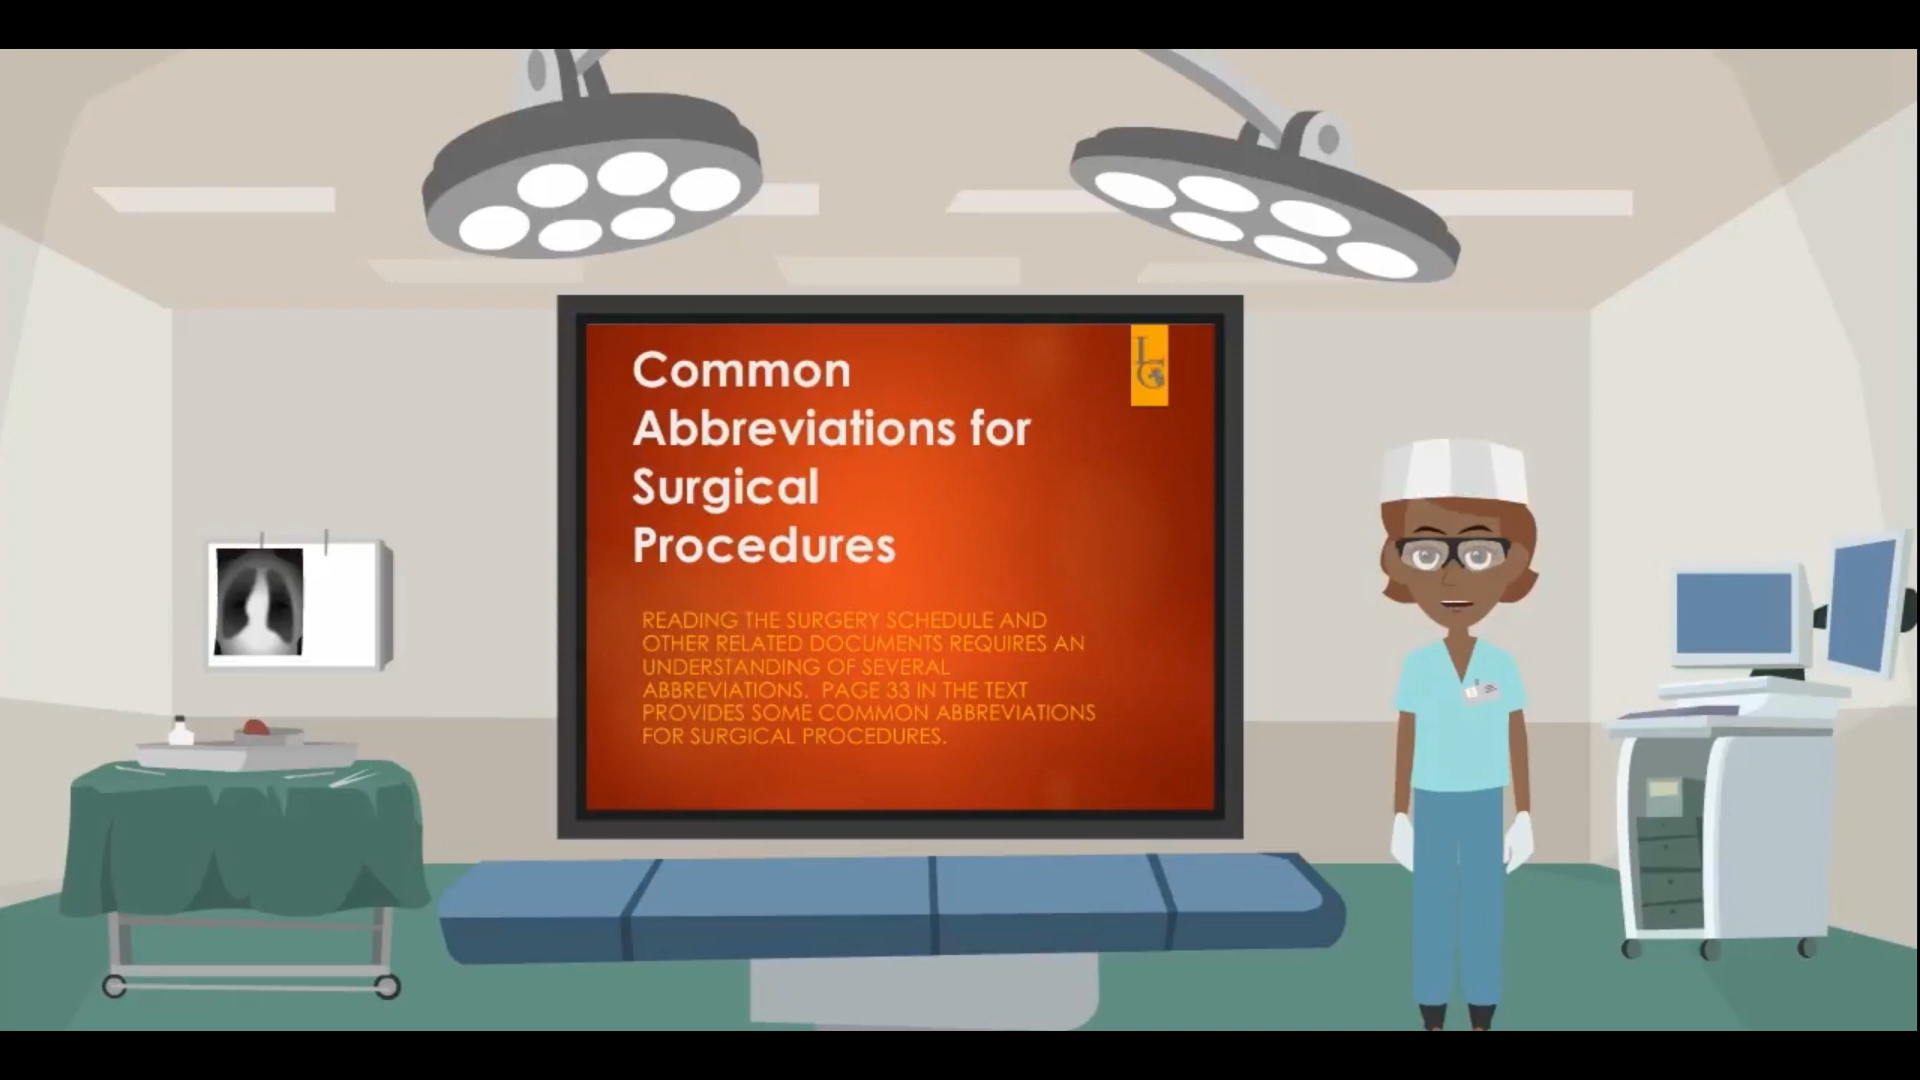 Common
Abbreviations for
Surgical
Procedures
LG
READING THE SURGERY SCHEDULE AND
OTHER RELATED DOCUMENTS REQUIRES AN
UNDERSTANDING OF SEVERAL
ABBREVIATIONS.  PAGE 33 IN THE TEXT
PROVIDES SOME COMMON ABBREVIATIONS
FOR SURGICAL PROCEDURES.